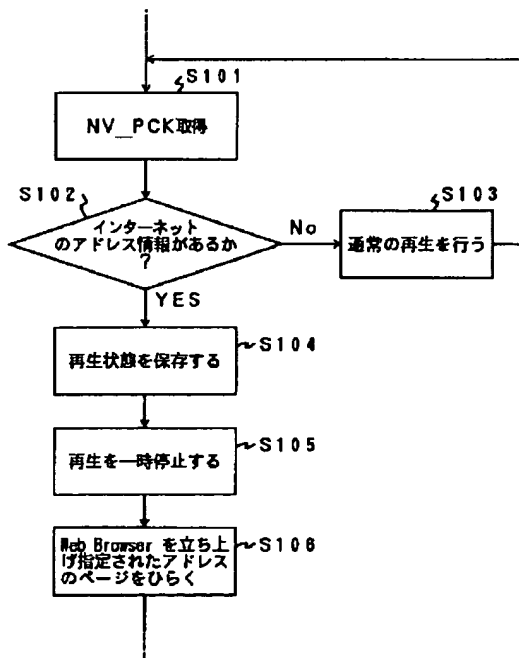 S101
NV_PCK取得
S102
インターネット
のアドレス情報があるか
?
No
S103
通常の再生を行う
YES
再生状態を保存する
S104
再生を一時停止する
S105
Web Browser を立ち上
げ指定されたアドレス
のページをひらく
S106